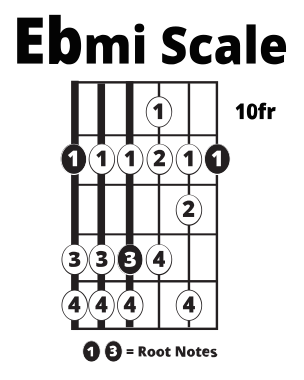 Ebmi Scale
1 10fr
1 1 1 2 1 1
2
3 3 3 4
4 4 4 4
1 3 = Root Notes